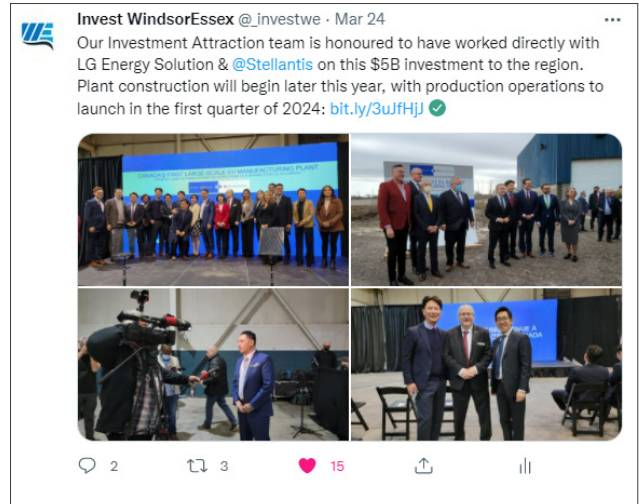 WE
Invest WindsorEssex @_investwe · Mar 24
Our Investment Attraction team is honoured to have worked directly with
LG Energy Solution & @Stellantis on this $5B investment to the region.
Plant construction will begin later this year, with production operations to
launch in the first quarter of 2024: bit.ly/3uJfHjJ
CANADA'S FIRST LARGE-SCALE EV MANUFACTURING PLANT
2
3
15